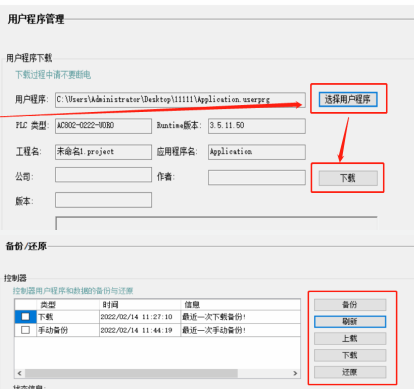 用户程序管理
用户程序下载
下载过程中请不要断电
用户程序: C:\Users\Administrator\Desktop\11111\Application.userprg 选择用户程序
PLC 类型: AC802-0222-U0R0 Runtime版本: 3.5.11.50
工程名: 未命名1.project 应用程序名: Application
公司: 作者: 下载
版本:
备份/还原
控制器
控制器用户程序和数据的备份与还原
类型 时间 信息 备份
下载 2022/02/14 11:27:10 最近一次下载备份! 刷新
手动备份 2022/02/14 11:44:19 最近一次手动备份! 上载
下载
还原
状态信息: